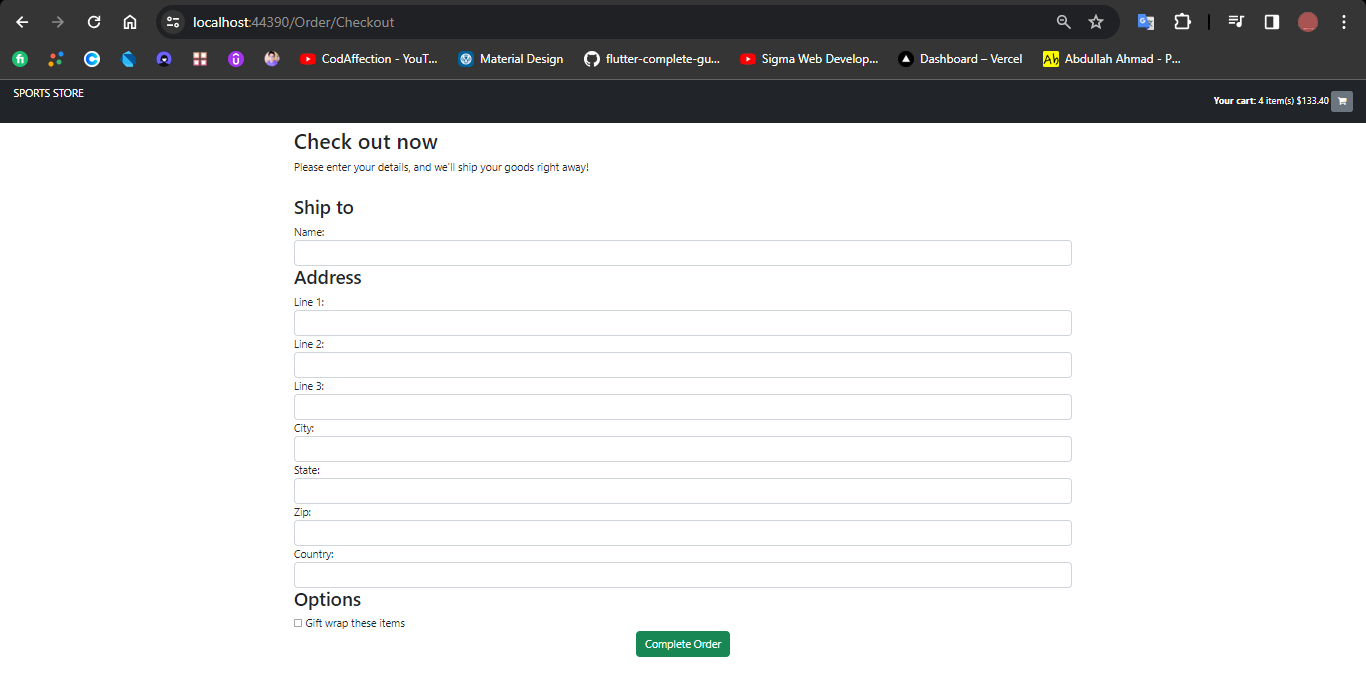 localhost:44390/Order/Checkout
CodAffection - YouT... Material Design flutter-complete-gu... Sigma Web Develop... Dashboard – Vercel Ah Abdullah Ahmad - P...
SPORTS STORE
Your cart: 4 item(s) $133.40
Check out now
Please enter your details, and we'll ship your goods right away!
Ship to
Name:
Address
Line 1:
Line 2:
Line 3:
City:
State:
Zip:
Country:
Options
Gift wrap these items
Complete Order